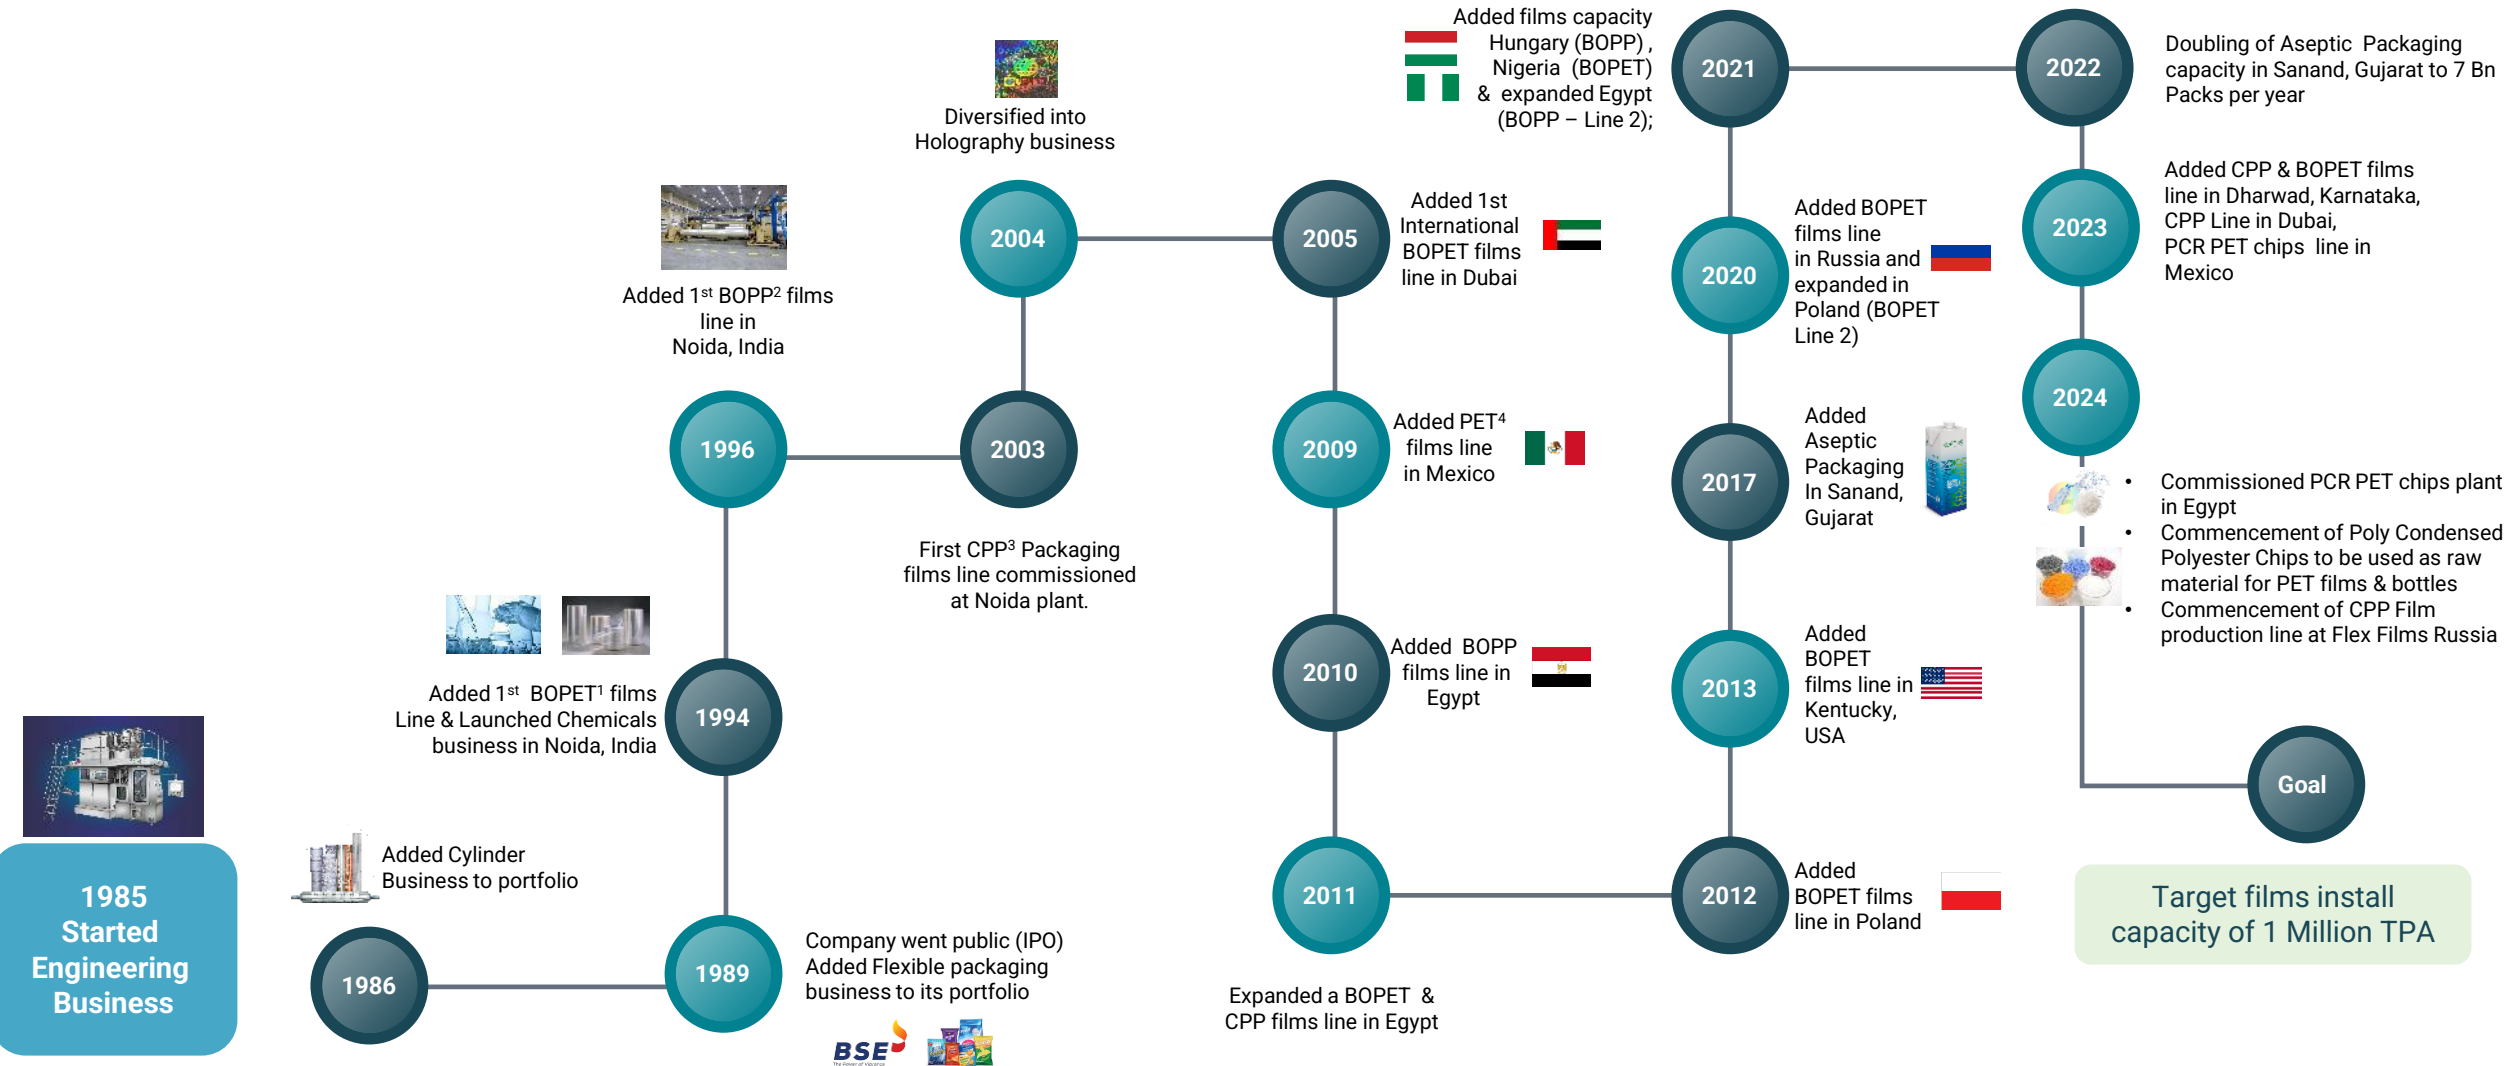 1985
Started
Engineering
Business
Added Cylinder
Business to portfolio
1986
1989
Company went public (IPO)
Added Flexible packaging
business to its portfolio
BSE
The Power of Vibrance
Added 1st BOPET1 films
Line & Launched Chemicals
business in Noida, India
1994
Added 1st BOPP2 films
line in
Noida, India
1996
2003
First CPP3 Packaging
films line commissioned
at Noida plant.
Diversified into
Holography business
2004
2005
Added 1st
International
BOPET films
line in Dubai
2009
Added PET4
films line
in Mexico
2010
Added BOPP
films line in
Egypt
2011
Expanded a BOPET &
CPP films line in Egypt
2012
Added
BOPET films
line in Poland
2013
Added
BOPET
films line in
Kentucky,
USA
2017
Added
Aseptic
Packaging
In Sanand,
Gujarat
2020
Added BOPET
films line
in Russia and
expanded in
Poland (BOPET
Line 2)
Added films capacity
Hungary (BOPP) ,
Nigeria (BOPET)
& expanded Egypt
(BOPP – Line 2);
2021
2022
Doubling of Aseptic Packaging
capacity in Sanand, Gujarat to 7 Bn
Packs per year
2023
Added CPP & BOPET films
line in Dharwad, Karnataka,
CPP Line in Dubai,
PCR PET chips line in
Mexico
2024
• Commissioned PCR PET chips plant
in Egypt
• Commencement of Poly Condensed
Polyester Chips to be used as raw
material for PET films & bottles
• Commencement of CPP Film
production line at Flex Films Russia
Goal
Target films install
capacity of 1 Million TPA